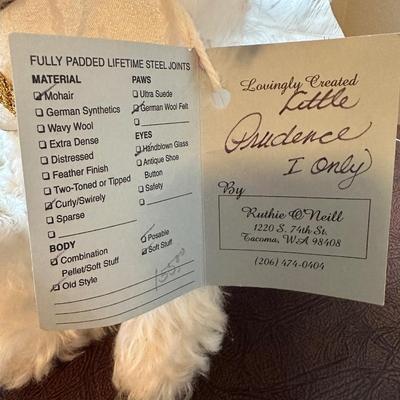 FULLY PADDED LIFETIME STEEL JOINTS
MATERIAL
Mohair
German Synthetics
Wavy Wool
Extra Dense
Distressed
Feather Finish
Two-Toned or Tipped
Curly/Swirely
Sparse
BODY
Combination
Pellet/Soft Stuff
Old Style
PAWS
Ultra Suede
German Wool Felt
EYES
Handblown Glass
Antique Shoe
Button
Safety
Posable
Soft Stuff
155.00
Lovingly Created
Little
Prudence
I Only
By
Ruthie O'Neill
1220 S. 74th St.
Tacoma, WA 98408
(206) 474-0404